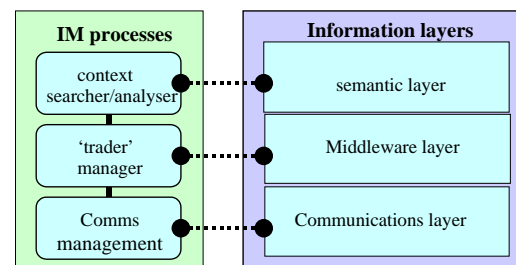 IM processes
context
searcher/analyser
‘trader’
manager
Comms
management
Information layers
semantic layer
Middleware layer
Communications layer